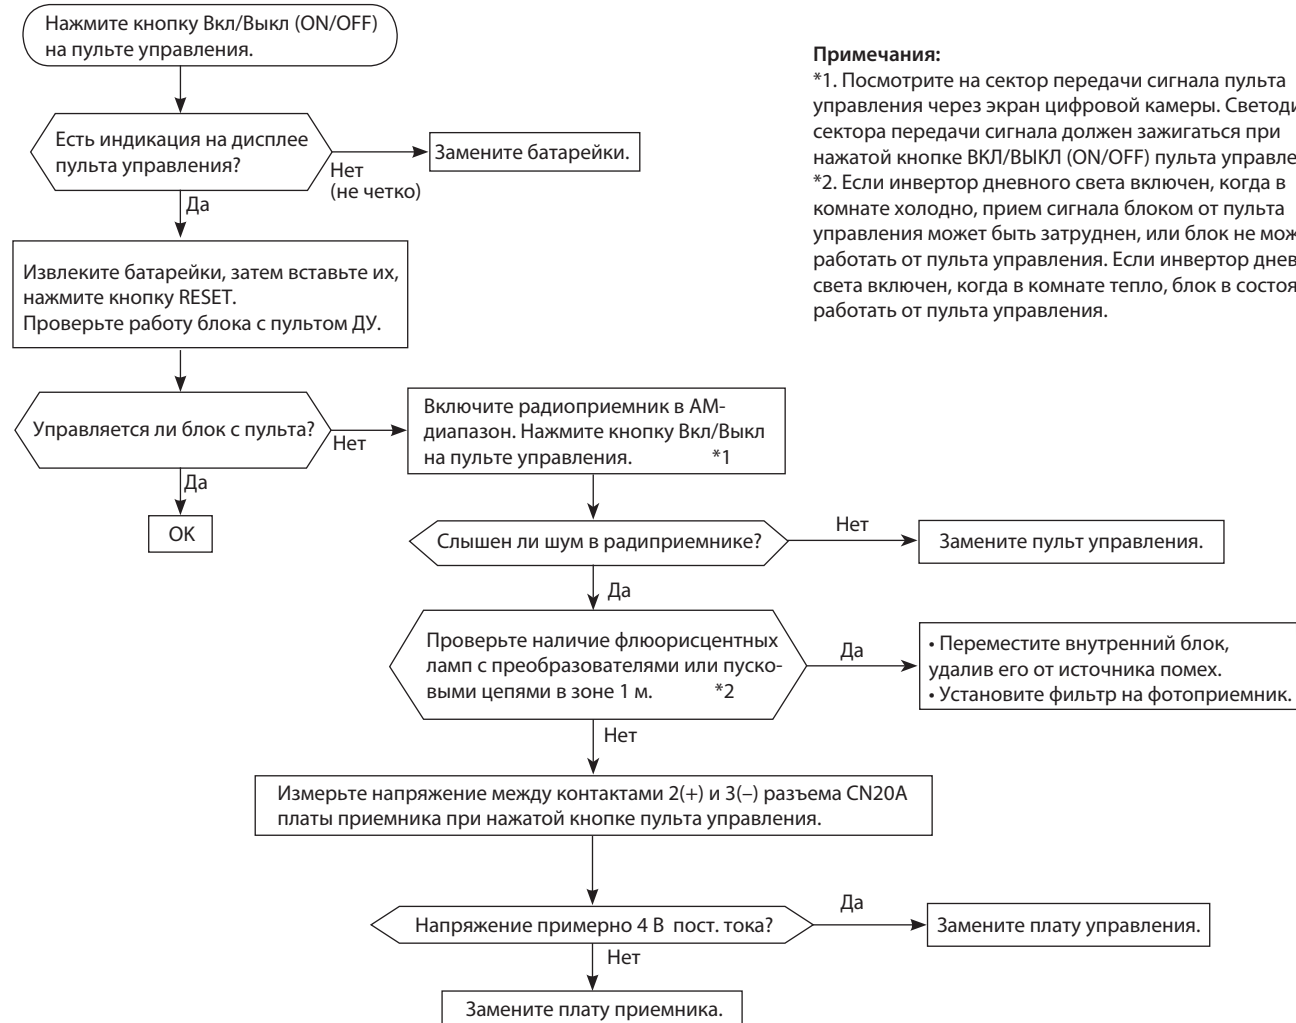 Нажмите кнопку Вкл/Выкл (ON/OFF)
на пульте управления.
Есть индикация на дисплее
пульта управления?
Нет
(не четко)
Замените батарейки.
Да
Извлеките батарейки, затем вставьте их,
нажмите кнопку RESET.
Проверьте работу блока с пультом ДУ.
Управляется ли блок с пульта?
Нет
Да
OK
Включите радиоприемник в АМ-
диапазон. Нажмите кнопку Вкл/Выкл
на пульте управления. *1
Слышен ли шум в радиприемнике?
Нет
Замените пульт управления.
Да
Проверьте наличие флюорисцентных
ламп с преобразователями или пуско-
выми цепями в зоне 1 м. *2
Да
• Переместите внутренний блок,
удалив его от источника помех.
• Установите фильтр на фотоприемник.
Нет
Измерьте напряжение между контактами 2(+) и 3(–) разъема CN20A
платы приемника при нажатой кнопке пульта управления.
Напряжение примерно 4 В пост. тока?
Да
Замените плату управления.
Нет
Замените плату приемника.
Примечания:
*1. Посмотрите на сектор передачи сигнала пульта
управления через экран цифровой камеры. Светоди
сектора передачи сигнала должен зажигаться при
нажатой кнопке ВКЛ/ВЫКЛ (ON/OFF) пульта управле
*2. Если инвертор дневного света включен, когда в
комнате холодно, прием сигнала блоком от пульта
управления может быть затруднен, или блок не мож
работать от пульта управления. Если инвертор днев
света включен, когда в комнате тепло, блок в состоя
работать от пульта управления.